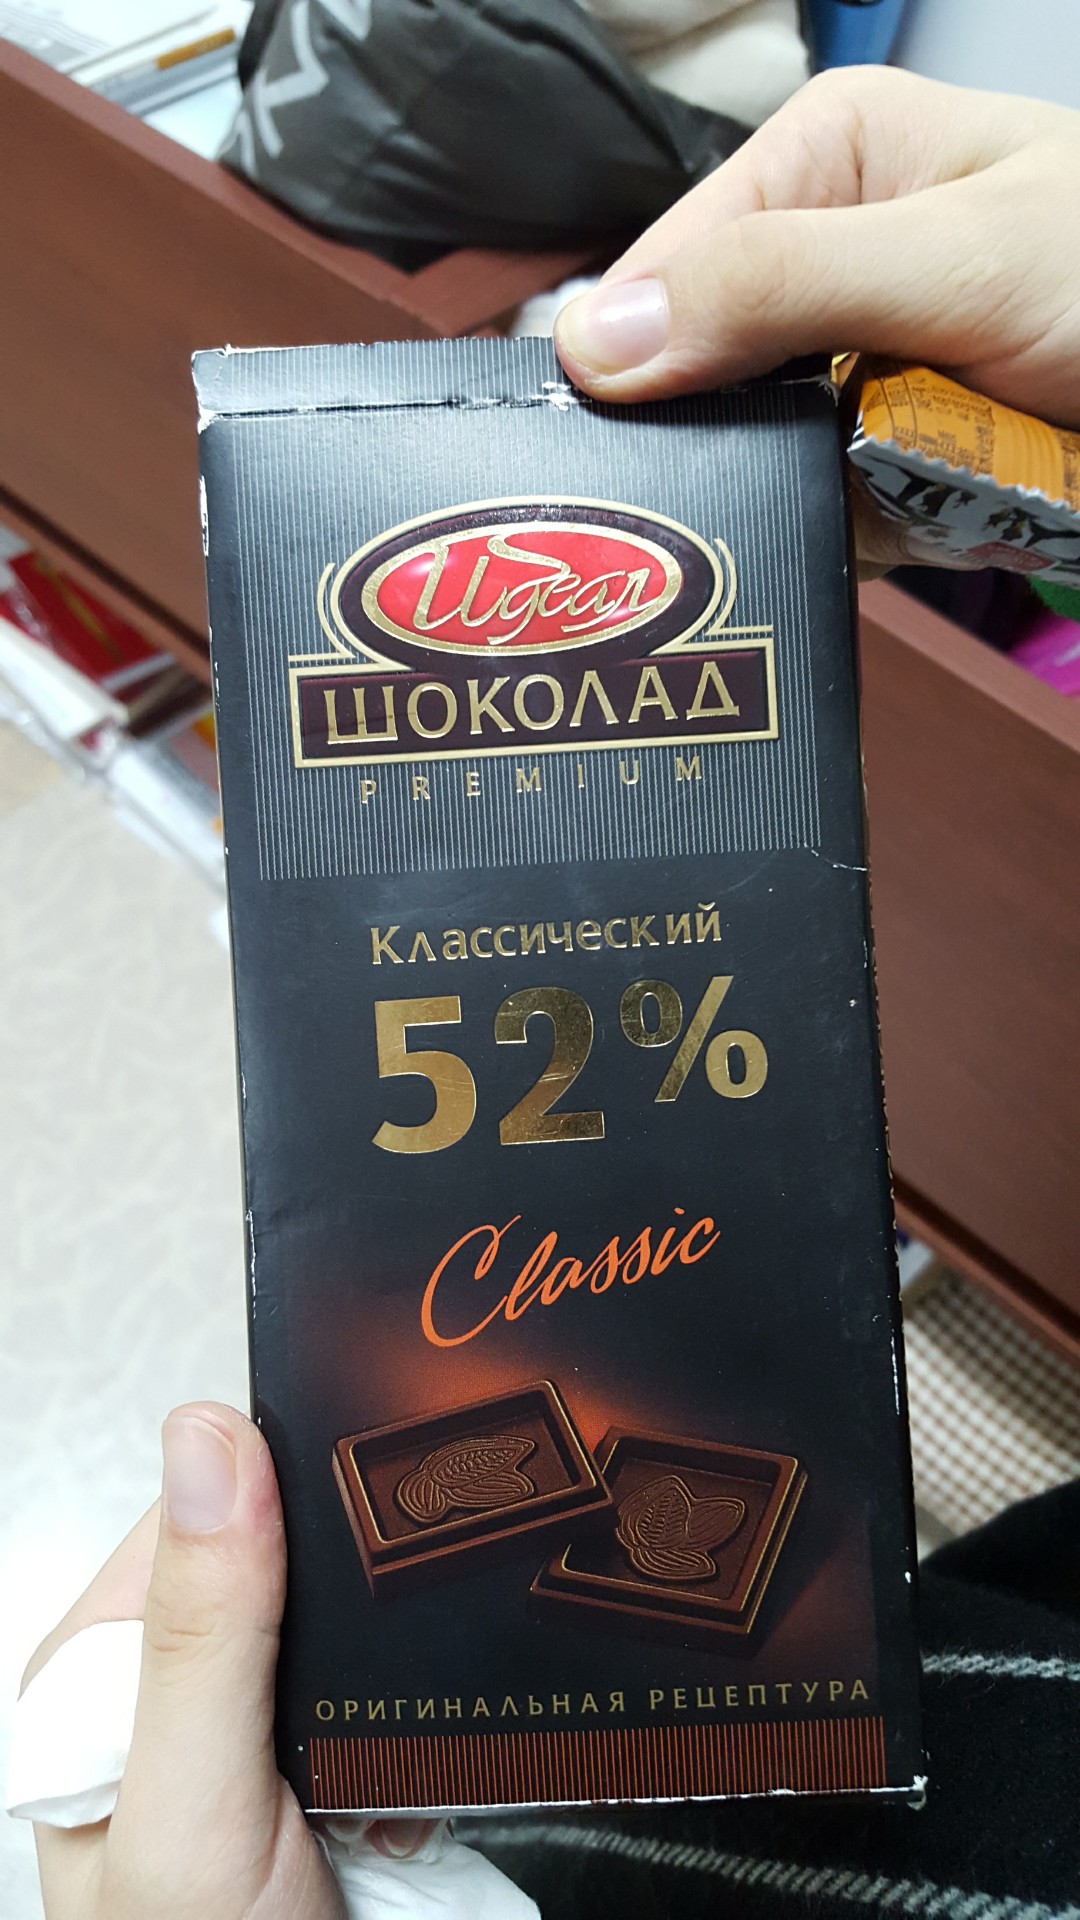 Идеал
ШОКОЛАД
PREMIUM
Классический
52%
Classic
ОРИГИНАЛЬНАЯ РЕЦЕПТУРА